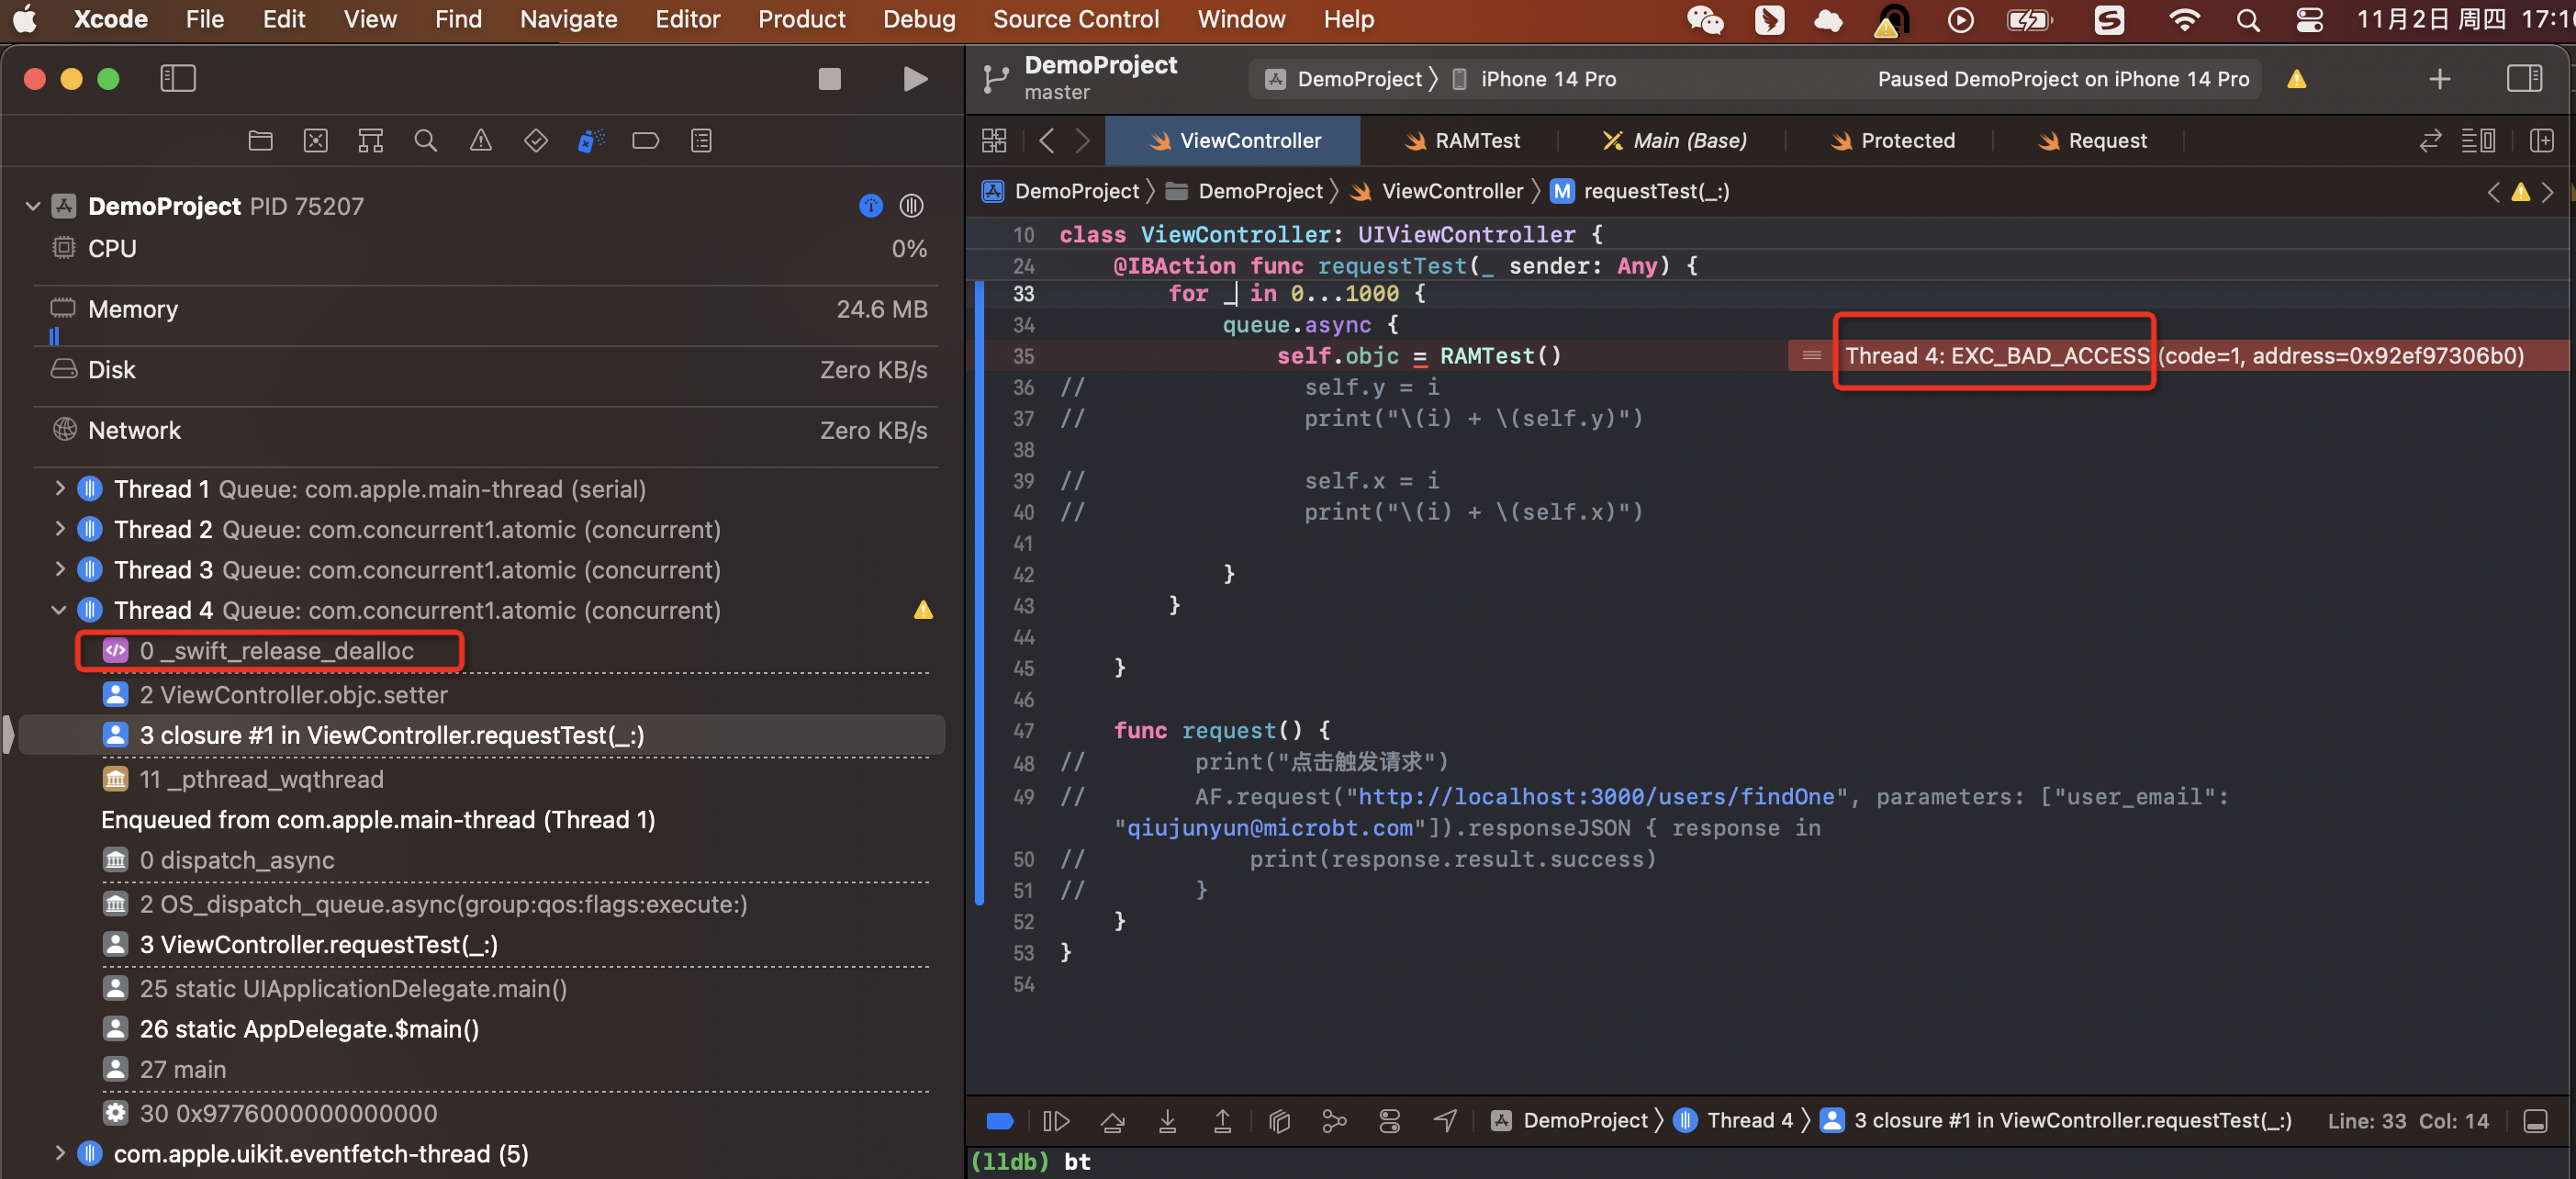 Xcode File Edit View Find Navigate Editor Product Debug Source Control Window Help 11月2日 周四
DemoProject
master
DemoProject 〉 iPhone 14 Pro Paused DemoProject on iPhone 14 Pro
ViewController RAMTest Main (Base) Protected Request
DemoProject 〉 DemoProject 〉 ViewController 〉 M requestTest(_:)
DemoProject PID 75207
CPU 0%
Memory 24.6 MB
Disk Zero KB/s
Network Zero KB/s
Thread 1 Queue: com.apple.main-thread (serial)
Thread 2 Queue: com.concurrent1.atomic (concurrent)
Thread 3 Queue: com.concurrent1.atomic (concurrent)
Thread 4 Queue: com.concurrent1.atomic (concurrent)
0 _swift_release_dealloc
2 ViewController.objc.setter
3 closure #1 in ViewController.requestTest(_:)
11 _pthread_wqthread
Enqueued from com.apple.main-thread (Thread 1)
0 dispatch_async
2 OS_dispatch_queue.async(group:qos:flags:execute:)
3 ViewController.requestTest(_:)
25 static UIApplicationDelegate.main()
26 static AppDelegate.$main()
27 main
30 0x9776000000000000
com.apple.uikit.eventfetch-thread (5)
10 class ViewController: UIViewController {
24 @IBAction func requestTest(_ sender: Any) {
33 for _ in 0...1000 {
34 queue.async {
35 self.objc = RAMTest() Thread 4: EXC_BAD_ACCESS (code=1, address=0x92ef97306b0)
36 // self.y = i
37 // print("\(i) + \(self.y)")
38
39 // self.x = i
40 // print("\(i) + \(self.x)")
41
42 }
43 }
44
45 }
46
47 func request() {
48 // print("点击触发请求")
49 // AF.request("http://localhost:3000/users/findOne", parameters: ["user_email":
"qiujunyun@microbt.com"]).responseJSON { response in
50 // print(response.result.success)
51 // }
52 }
53 }
54
DemoProject 〉 Thread 4 〉 3 closure #1 in ViewController.requestTest(_:) Line: 33 Col: 14
(lldb) bt